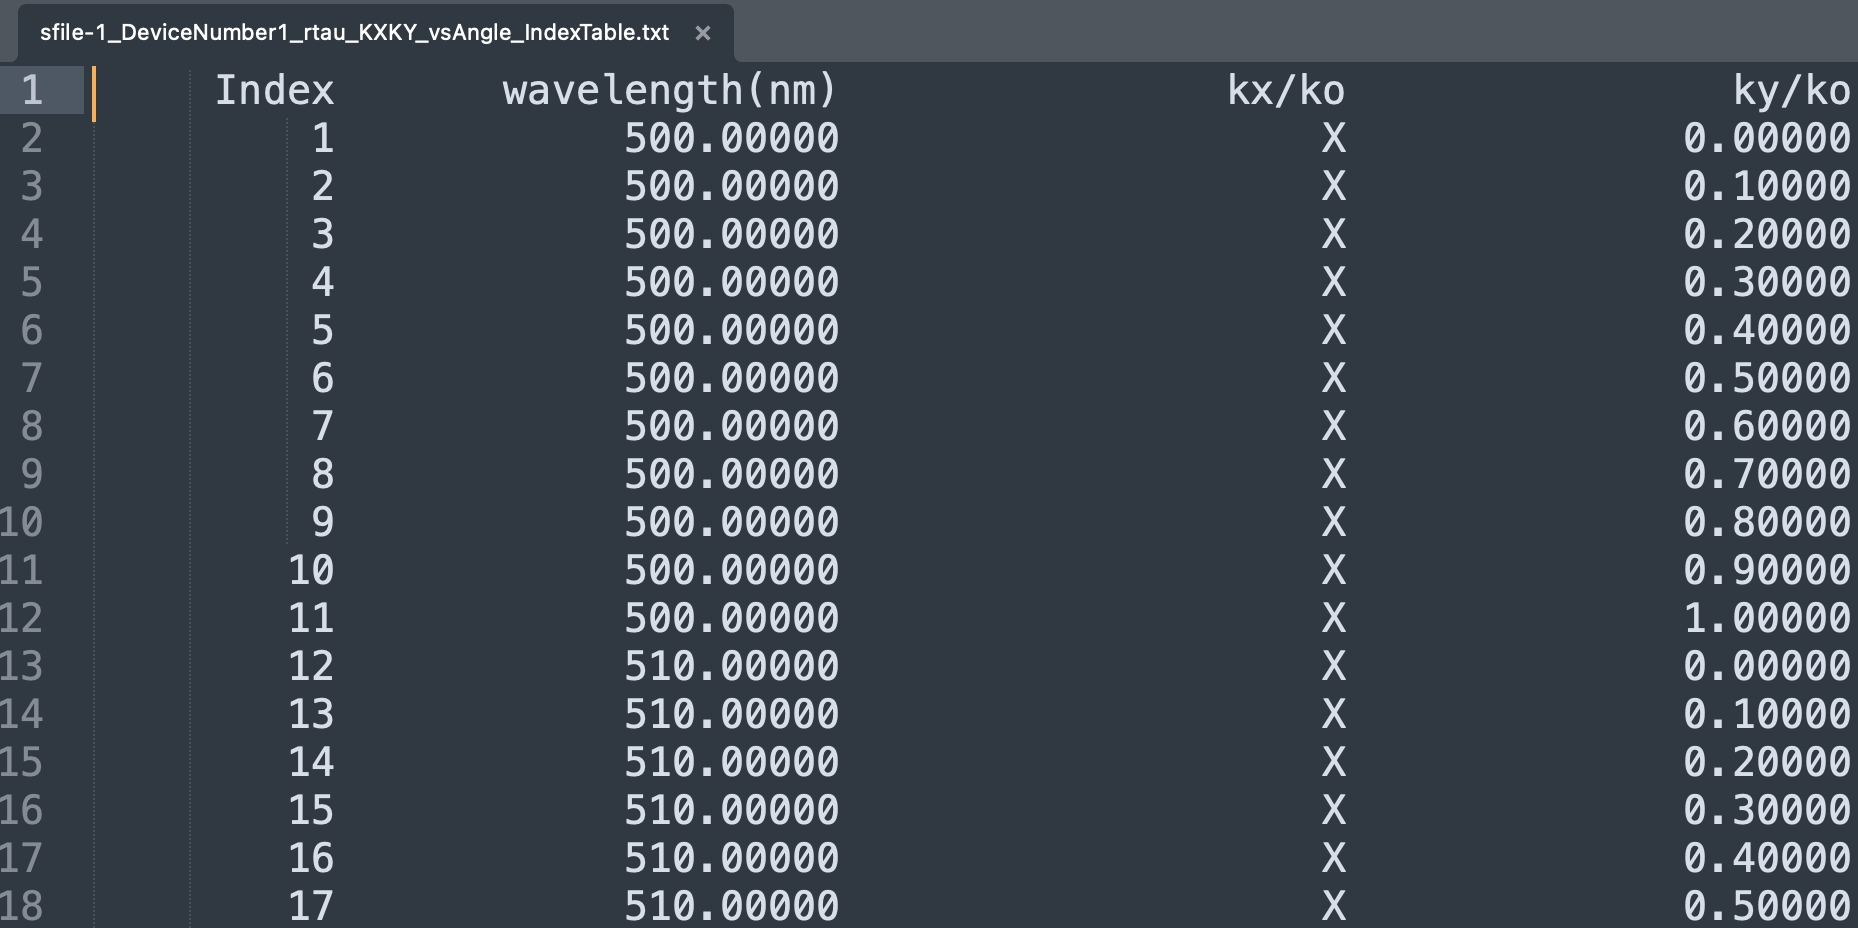 sfile-1_DeviceNumber1_rtau_KXKY_vsAngle_IndexTable.txt ×
1 Index wavelength(nm) kx/ko ky/ko
2 1 500.00000 X 0.00000
3 2 500.00000 X 0.10000
4 3 500.00000 X 0.20000
5 4 500.00000 X 0.30000
6 5 500.00000 X 0.40000
7 6 500.00000 X 0.50000
8 7 500.00000 X 0.60000
9 8 500.00000 X 0.70000
10 9 500.00000 X 0.80000
11 10 500.00000 X 0.90000
12 11 500.00000 X 1.00000
13 12 510.00000 X 0.00000
14 13 510.00000 X 0.10000
15 14 510.00000 X 0.20000
16 15 510.00000 X 0.30000
17 16 510.00000 X 0.40000
18 17 510.00000 X 0.50000